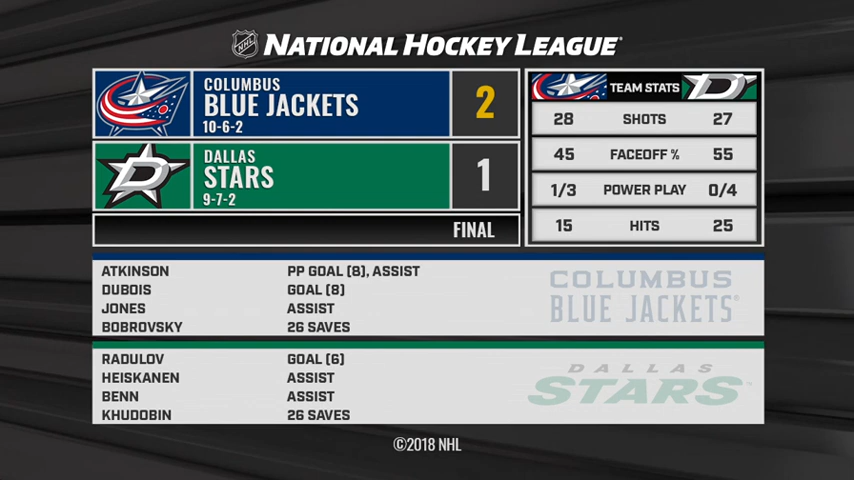 NHL
NATIONAL HOCKEY LEAGUE
COLUMBUS
BLUE JACKETS
10-6-2
2
DALLAS
STARS
9-7-2
1
FINAL
TEAM STATS
28 SHOTS 27
45 FACEOFF % 55
1/3 POWER PLAY 0/4
15 HITS 25
ATKINSON PP GOAL (8), ASSIST
DUBOIS GOAL (8)
JONES ASSIST
BOBROVSKY 26 SAVES
COLUMBUS
BLUE JACKETS
RADULOV GOAL (6)
HEISKANEN ASSIST
BENN ASSIST
KHUDOBIN 26 SAVES
DALLAS
STARS
©2018 NHL